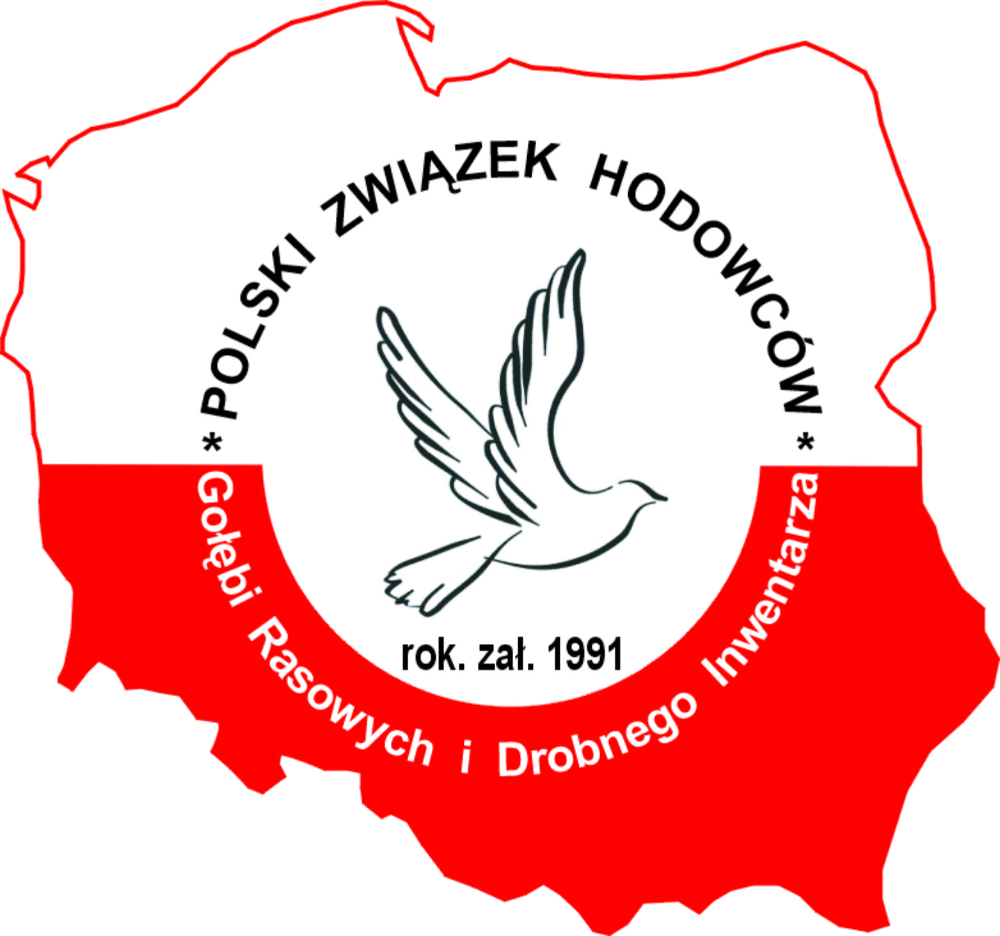 * POLSKI ZWIĄZEK HODOWCÓW *
Gołębi Rasowych i Drobnego Inwentarza
rok. zał. 1991